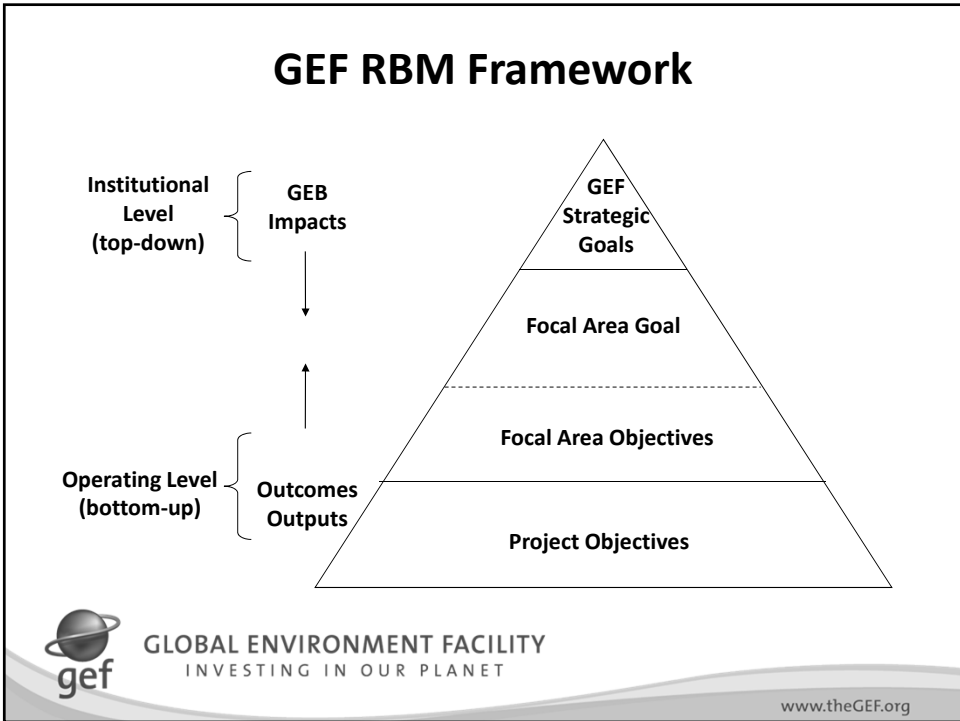 GEF RBM Framework
Institutional
Level
(top-down)
GEB
Impacts
GEF
Strategic
Goals
Focal Area Goal
Focal Area Objectives
Operating Level
(bottom-up)
Outcomes
Outputs
Project Objectives
gef
GLOBAL ENVIRONMENT FACILITY
INVESTING IN OUR PLANET
www.theGEF.org